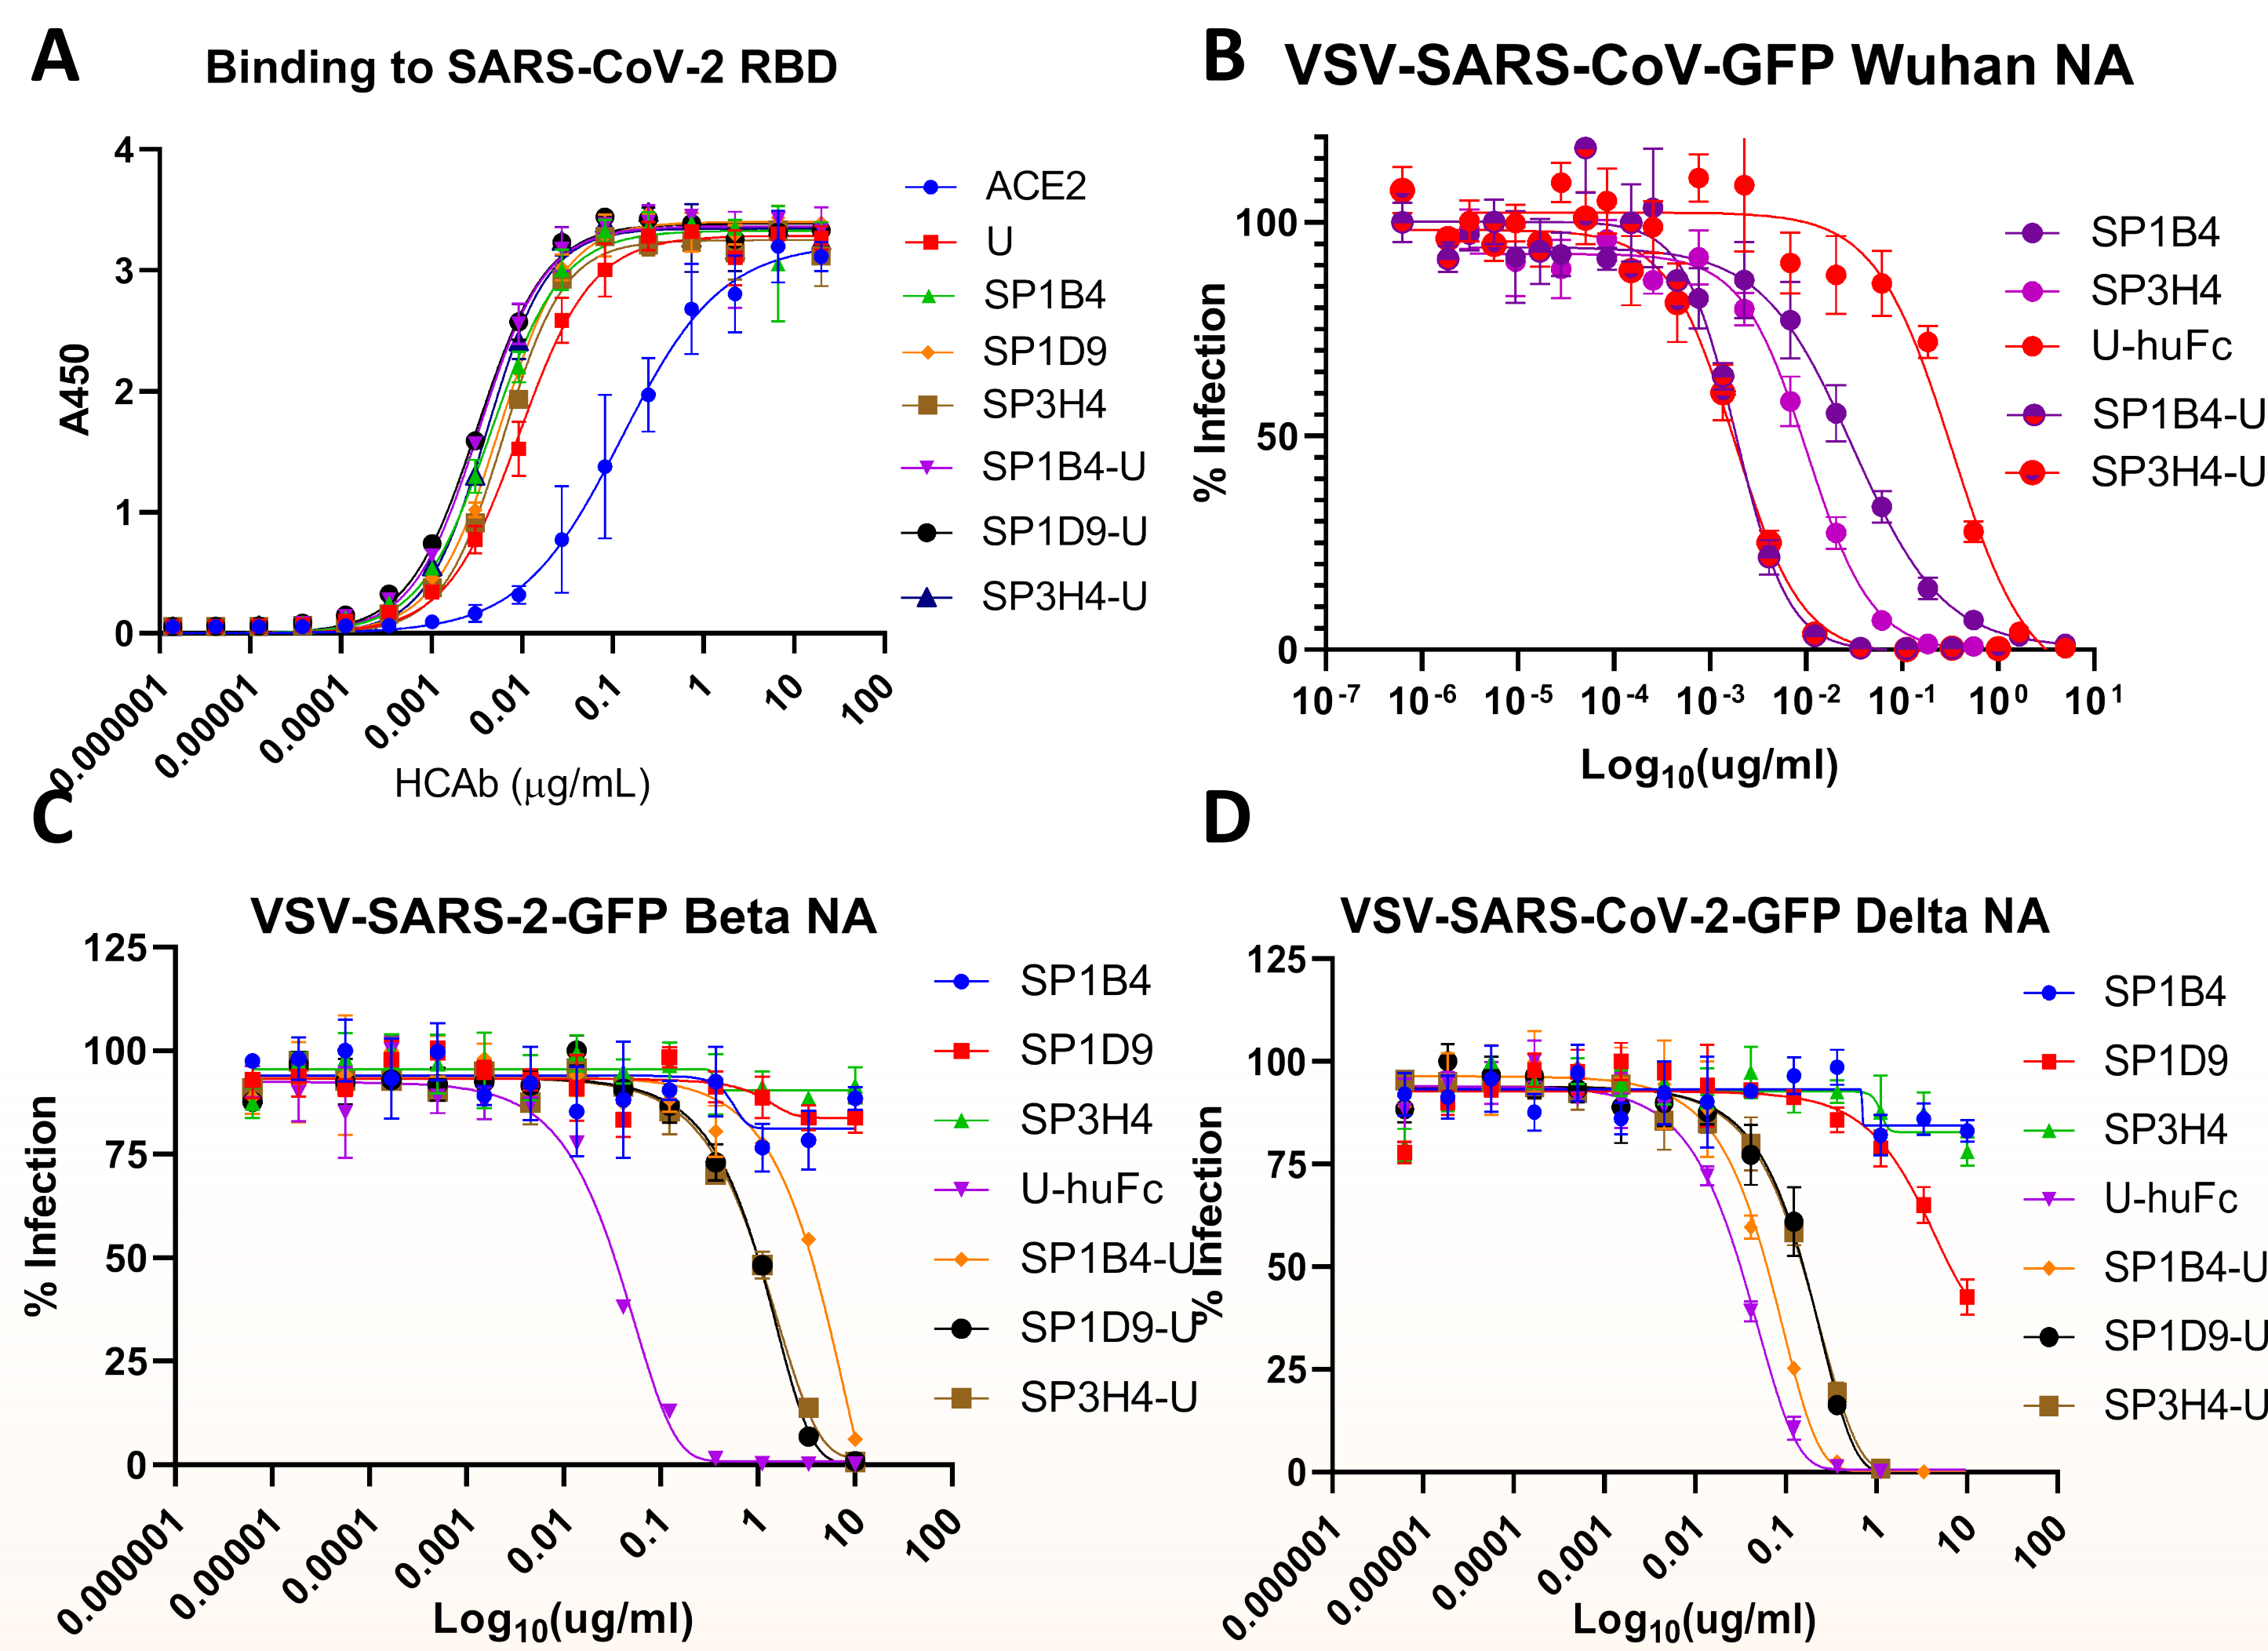 A
Binding to SARS-CoV-2 RBD
4
3
2
1
0
A450
0.000001
0.00001
0.0001
0.001
0.01
0.1
1
10
100
HCAb (μg/mL)
ACE2
U
SP1B4
SP1D9
SP3H4
SP1B4-U
SP1D9-U
SP3H4-U
B
VSV-SARS-CoV-GFP Wuhan NA
100
50
0
% Infection
10-7
10-6
10-5
10-4
10-3
10-2
10-1
100
101
Log10(ug/ml)
SP1B4
SP3H4
U-huFc
SP1B4-U
SP3H4-U
C
VSV-SARS-2-GFP Beta NA
125
100
75
50
25
0
% Infection
0.000001
0.00001
0.0001
0.001
0.01
0.1
1
10
100
Log10(ug/ml)
SP1B4
SP1D9
SP3H4
U-huFc
SP1B4-U
SP1D9-U
SP3H4-U
D
VSV-SARS-CoV-2-GFP Delta NA
125
100
75
50
25
0
% Infection
0.000001
0.00001
0.0001
0.001
0.01
0.1
1
10
100
Log10(ug/ml)
SP1B4
SP1D9
SP3H4
U-huFc
SP1B4-U
SP1D9-U
SP3H4-U